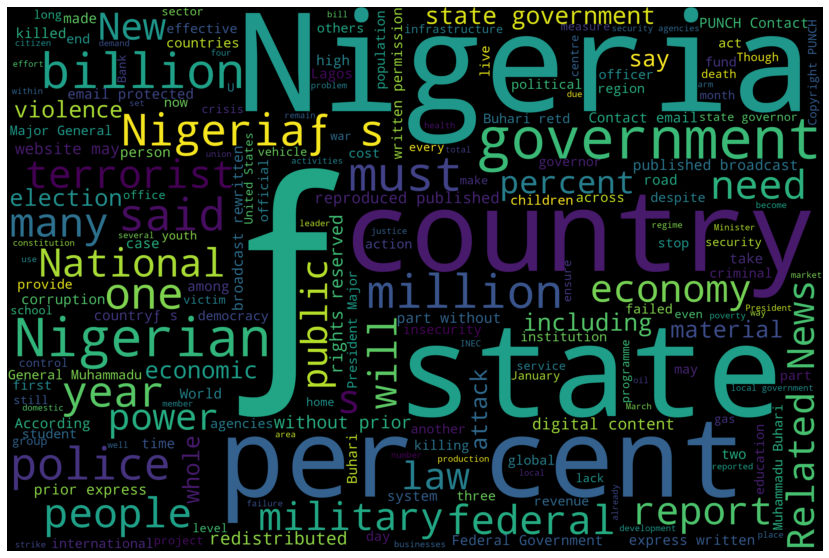 long
made
sector
bill
New
effective
countries
killed
end
others
Bank
U
billion
Nigeria
state government
PUNCH Contact
citizen
demand
four
population
high
infrastructure
measure
security agencies
effort
within
problem
set
live
say
centre
act
Though
death
fund
due
arm
month
written permission
email protected
now
Lagos
crisis
remain
officer
region
political
Copyright PUNCH
violence
Major General
website may
person
Nigeriaƒ s
war
health
union
vehicle
activities
cost
every
total
Buhari retd
Contact email
state governor
government
governor
published broadcast
terrorist
election
office
United States
officials
must
make
percent
road
despite
need
reproduced published
children
across
many
said
case
several
youth
constitution
use
leader
justice
action
country
regime
Minister
stop
security
become
take
criminal
National
broadcast rewritten
rights reserved
public
President Major
ensure
million
economy
market
President
way
provide
among
corruption
victim
school
countryƒ s
democracy
ƒ
part without
insecurity
including
failed
even
poverty
institution
material
Nigerian
one
control
economic
will
INEC
service
January
programme
oil
may
part
March
local government
Related News
General Muhammadu
first
still
World
state
year
domestic
member
home
s
attack
According
power
agencies
without prior
another
digital content
gas
student
area
killing
group
well
time
Buhari
per cent
global
two
reported
education
Muhammadu Buhari
police
whole
production
number
local
law
lack
prior express
system
three
revenue
already
failure
people
level
military
federal
report
development
place
strike
international
project
redistributed
day
businesses
Federal Government
express written